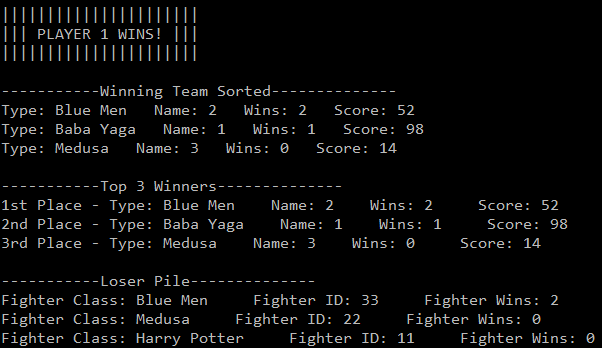 ||||||||||||||||||||||
||| PLAYER 1 WINS! |||
||||||||||||||||||||||
-----------Winning Team Sorted--------------
Type: Blue Men   Name: 2   Wins: 2   Score: 52
Type: Baba Yaga   Name: 1   Wins: 1   Score: 98
Type: Medusa   Name: 3   Wins: 0   Score: 14
-----------Top 3 Winners--------------
1st Place - Type: Blue Men    Name: 2    Wins: 2     Score: 52
2nd Place - Type: Baba Yaga    Name: 1    Wins: 1     Score: 98
3rd Place - Type: Medusa    Name: 3    Wins: 0     Score: 14
-----------Loser Pile--------------
Fighter Class: Blue Men     Fighter ID: 33     Fighter Wins: 2
Fighter Class: Medusa     Fighter ID: 22     Fighter Wins: 0
Fighter Class: Harry Potter     Fighter ID: 11     Fighter Wins: 0